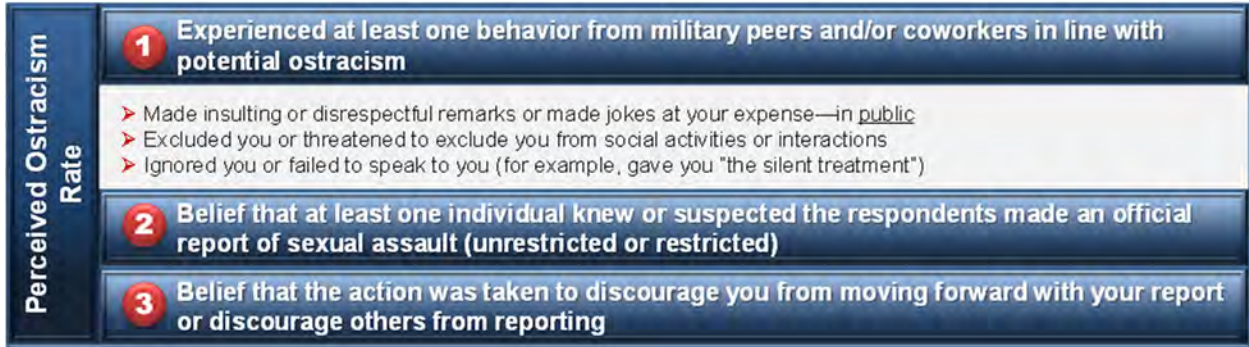 Perceived Ostracism
Rate
1 Experienced at least one behavior from military peers and/or coworkers in line with
potential ostracism
➤ Made insulting or disrespectful remarks or made jokes at your expense—in public
➤ Excluded you or threatened to exclude you from social activities or interactions
➤ Ignored you or failed to speak to you (for example, gave you "the silent treatment")
2 Belief that at least one individual knew or suspected the respondents made an official
report of sexual assault (unrestricted or restricted)
3 Belief that the action was taken to discourage you from moving forward with your report
or discourage others from reporting